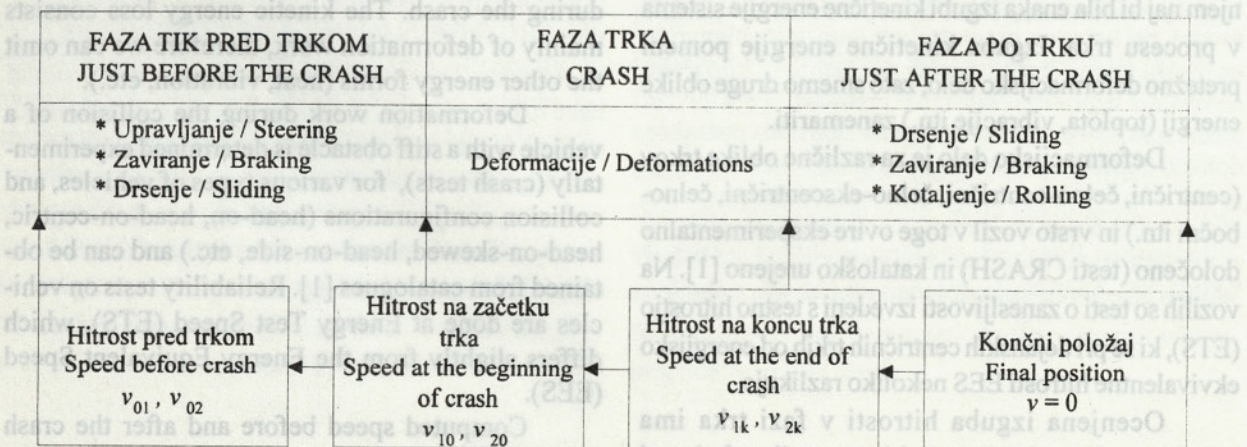 FAZA TIK PRED TRKOM
JUST BEFORE THE CRASH
FAZA TRKA
CRASH
FAZA PO TRKU
JUST AFTER THE CRASH
* Upravljanje / Steering
* Zaviranje / Braking
* Drsenje / Sliding
Deformacije / Deformations
* Drsenje / Sliding
* Zaviranje / Braking
* Kotaljenje / Rolling
Hitrost pred trkom
Speed before crash
v₀₁ , v₀₂
Hitrost na začetku
trka
Speed at the beginning
of crash
v₁₀ , v₂₀
Hitrost na koncu trka
Speed at the end of
crash
v₁ₖ , v₂ₖ
Končni položaj
Final position
v = 0